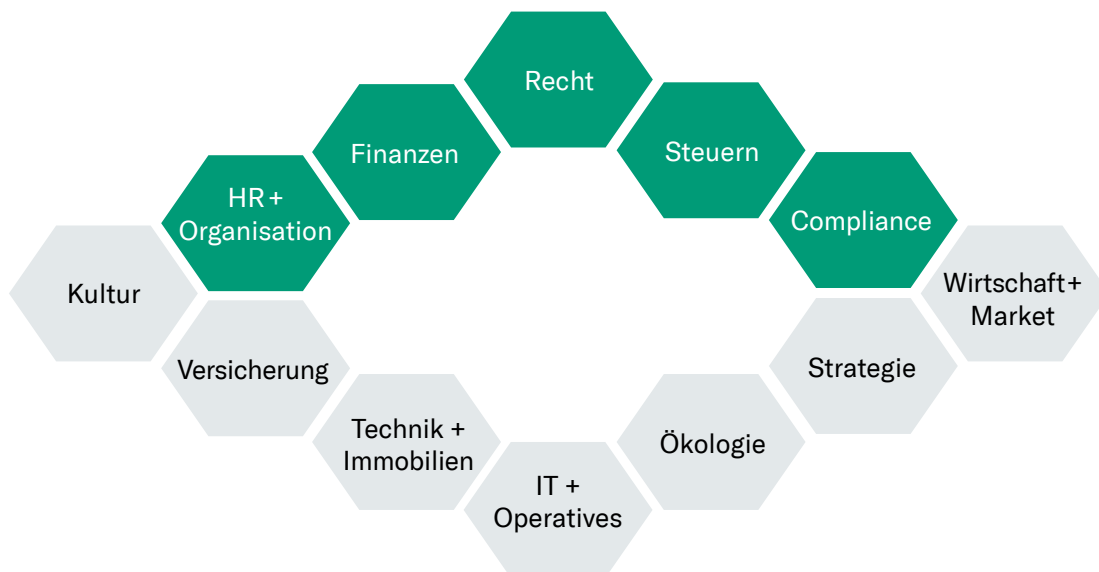 Recht
Finanzen
Steuern
HR +
Organisation
Compliance
Kultur
Wirtschaft +
Market
Versicherung
Strategie
Technik +
Immobilien
Ökologie
IT +
Operatives